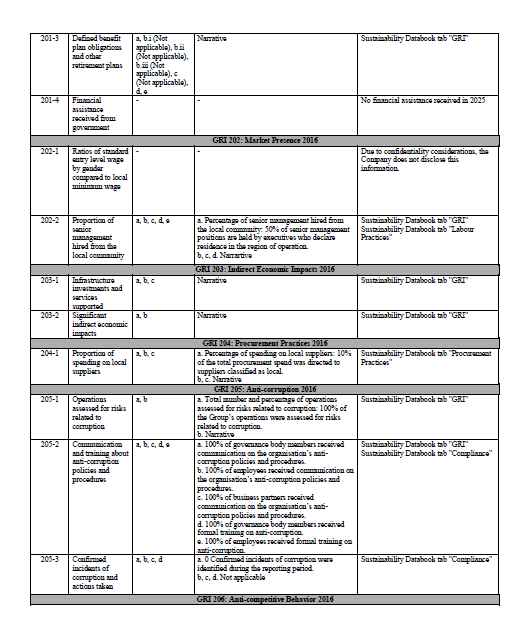 201-3 Defined benefit plan obligations and other retirement plans a, b.i (Not applicable), b.ii (Not applicable), b.iii (Not applicable), c (Not applicable), d, e Narrative Sustainability Databook tab "GRI"
201-4 Financial assistance received from government - - No financial assistance received in 2025
GRI 202: Market Presence 2016
202-1 Ratios of standard entry level wage by gender compared to local minimum wage - - Due to confidentiality considerations, the Company does not disclose this information.
202-2 Proportion of senior management hired from the local community a, b, c, d, e a. Percentage of senior management hired from the local community: 50% of senior management positions are held by executives who declare residence in the region of operation.
b, c, d. Narrartive Sustainability Databook tab "GRI"
Sustainability Databook tab "Labour Practices"
GRI 203: Indirect Economic Impacts 2016
203-1 Infrastructure investments and services supported a, b, c Narrative Sustainability Databook tab "GRI"
203-2 Significant indirect economic impacts a, b Narrative Sustainability Databook tab "GRI"
GRI 204: Procurement Practices 2016
204-1 Proportion of spending on local suppliers a, b, c a. Percentage of spending on local suppliers: 10% of the total procurement spend was directed to suppliers classified as local.
b, c. Narrative Sustainability Databook tab "Procurement Practices"
GRI 205: Anti-corruption 2016
205-1 Operations assessed for risks related to corruption a, b a. Total number and percentage of operations assessed for risks related to corruption: 100% of the Group's operations were assessed for risks related to corruption.
b. Narrative Sustainability Databook tab "GRI"
205-2 Communication and training about anti-corruption policies and procedures a, b, c, d, e a. 100% of governance body members received communication on the organisation's anti-corruption policies and procedures.
b. 100% of employees received communication on the organisation's anti-corruption policies and procedures.
c. 100% of business partners received communication on the organisation's anti-corruption policies and procedures.
d. 100% of governance body members received formal training on anti-corruption.
e. 100% of employees received formal training on anti-corruption. Sustainability Databook tab "GRI"
Sustainability Databook tab "Compliance"
205-3 Confirmed incidents of corruption and actions taken a, b, c, d a. 0 Confirmed incidents of corruption were identified during the reporting period.
b, c, d. Not applicable Sustainability Databook tab "Compliance"
GRI 206: Anti-competitive Behavior 2016